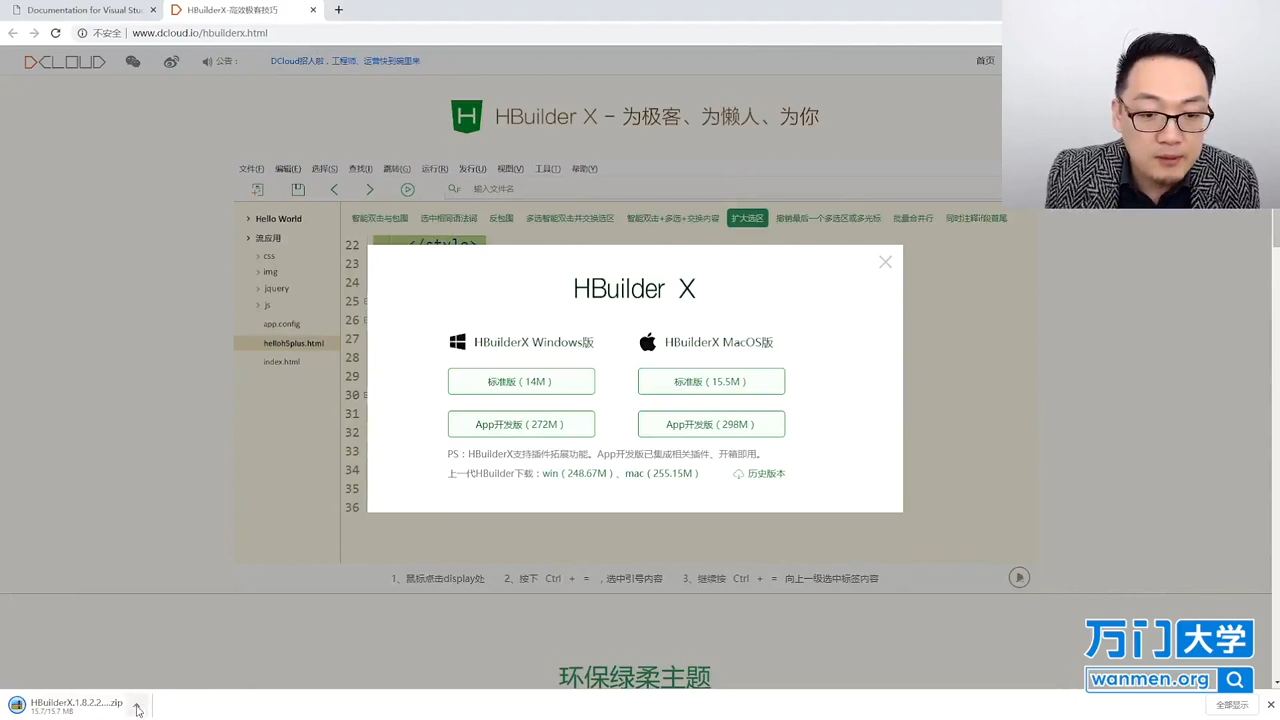 Documentation for Visual Stu
HBuilderX-高效极客技巧
不安全 www.dcloud.io/hbuilderx.html
DCLOUD
公告：
DCloud招人啦，工程师、运营快到碗里来
首页
HBuilder X - 为极客、为懒人、为你
文件(F) 编辑(E) 选择(S) 查找(I) 跳转(G) 运行(R) 发行(U) 视图(V) 工具(T) 帮助(Y)
输入文件名
智能双击与包围 选中相同语法词 反包围 多选智能双击并交换选区 智能双击+多选+交换内容 扩大选区 撤销最后一个多选区或多光标 批量合并行 同时注释if段首尾
Hello World
流应用
css
img
jquery
js
app.config
helloh5plus.html
index.html
22 </style>
23
24
25
26
27
28
29
30
31
32
33
34
35
36
HBuilder X
HBuilderX Windows版
HBuilderX MacOS版
标准版（14M）
标准版（15.5M）
App开发版（272M）
App开发版（298M）
PS：HBuilderX支持插件拓展功能。App开发版已集成相关插件、开箱即用。
上一代HBuilder下载：win（248.67M）、mac（255.15M）
历史版本
1、鼠标点击display处 2、按下 Ctrl + = ，选中引号内容 3、继续按 Ctrl + = 向上一级选中标签内容
环保绿柔主题
万门大学
wanmen.org
HBuilderX.1.8.2.2....zip
15.7/15.7 MB
全部显示